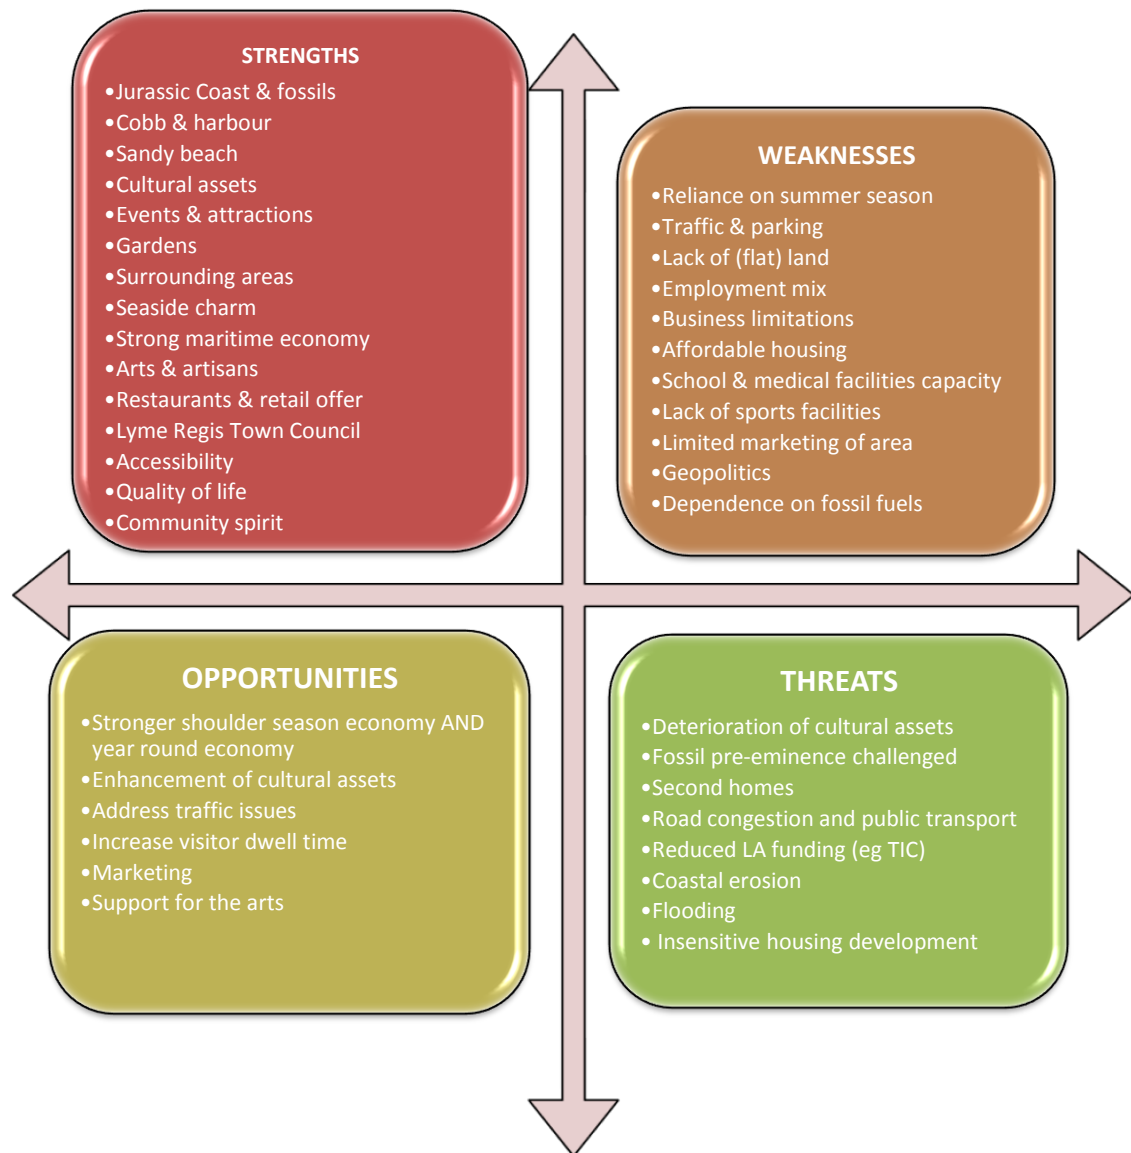 STRENGTHS
•Jurassic Coast & fossils
•Cobb & harbour
•Sandy beach
•Cultural assets
•Events & attractions
•Gardens
•Surrounding areas
•Seaside charm
•Strong maritime economy
•Arts & artisans
•Restaurants & retail offer
•Lyme Regis Town Council
•Accessibility
•Quality of life
•Community spirit
WEAKNESSES
•Reliance on summer season
•Traffic & parking
•Lack of (flat) land
•Employment mix
•Business limitations
•Affordable housing
•School & medical facilities capacity
•Lack of sports facilities
•Limited marketing of area
•Geopolitics
•Dependence on fossil fuels
OPPORTUNITIES
•Stronger shoulder season economy AND
year round economy
•Enhancement of cultural assets
•Address traffic issues
•Increase visitor dwell time
•Marketing
•Support for the arts
THREATS
•Deterioration of cultural assets
•Fossil pre-eminence challenged
•Second homes
•Road congestion and public transport
•Reduced LA funding (eg TIC)
•Coastal erosion
•Flooding
• Insensitive housing development